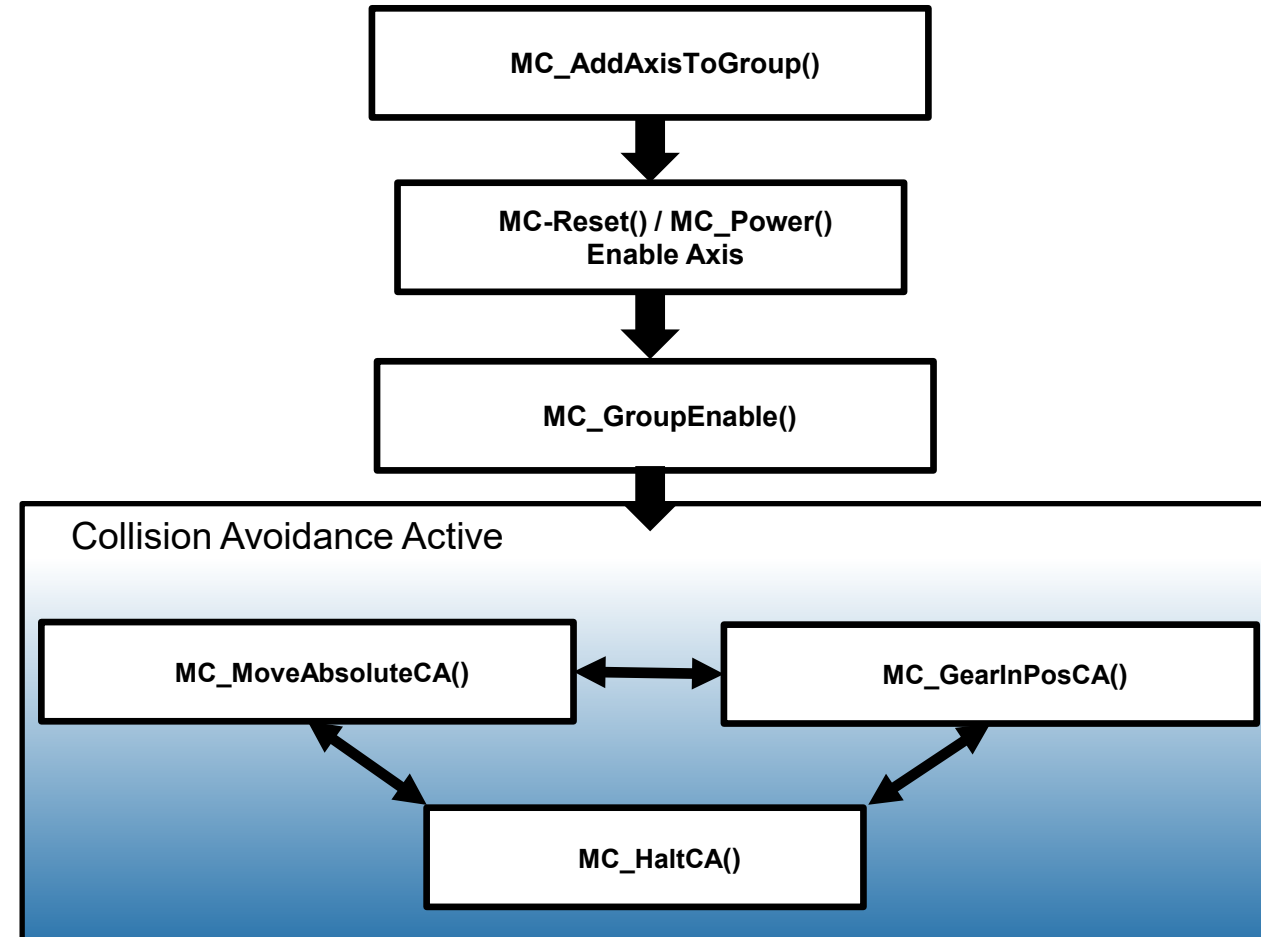 MC_AddAxisToGroup()
MC-Reset() / MC_Power()
Enable Axis
MC_GroupEnable()
Collision Avoidance Active
MC_MoveAbsoluteCA()
MC_GearInPosCA()
MC_HaltCA()